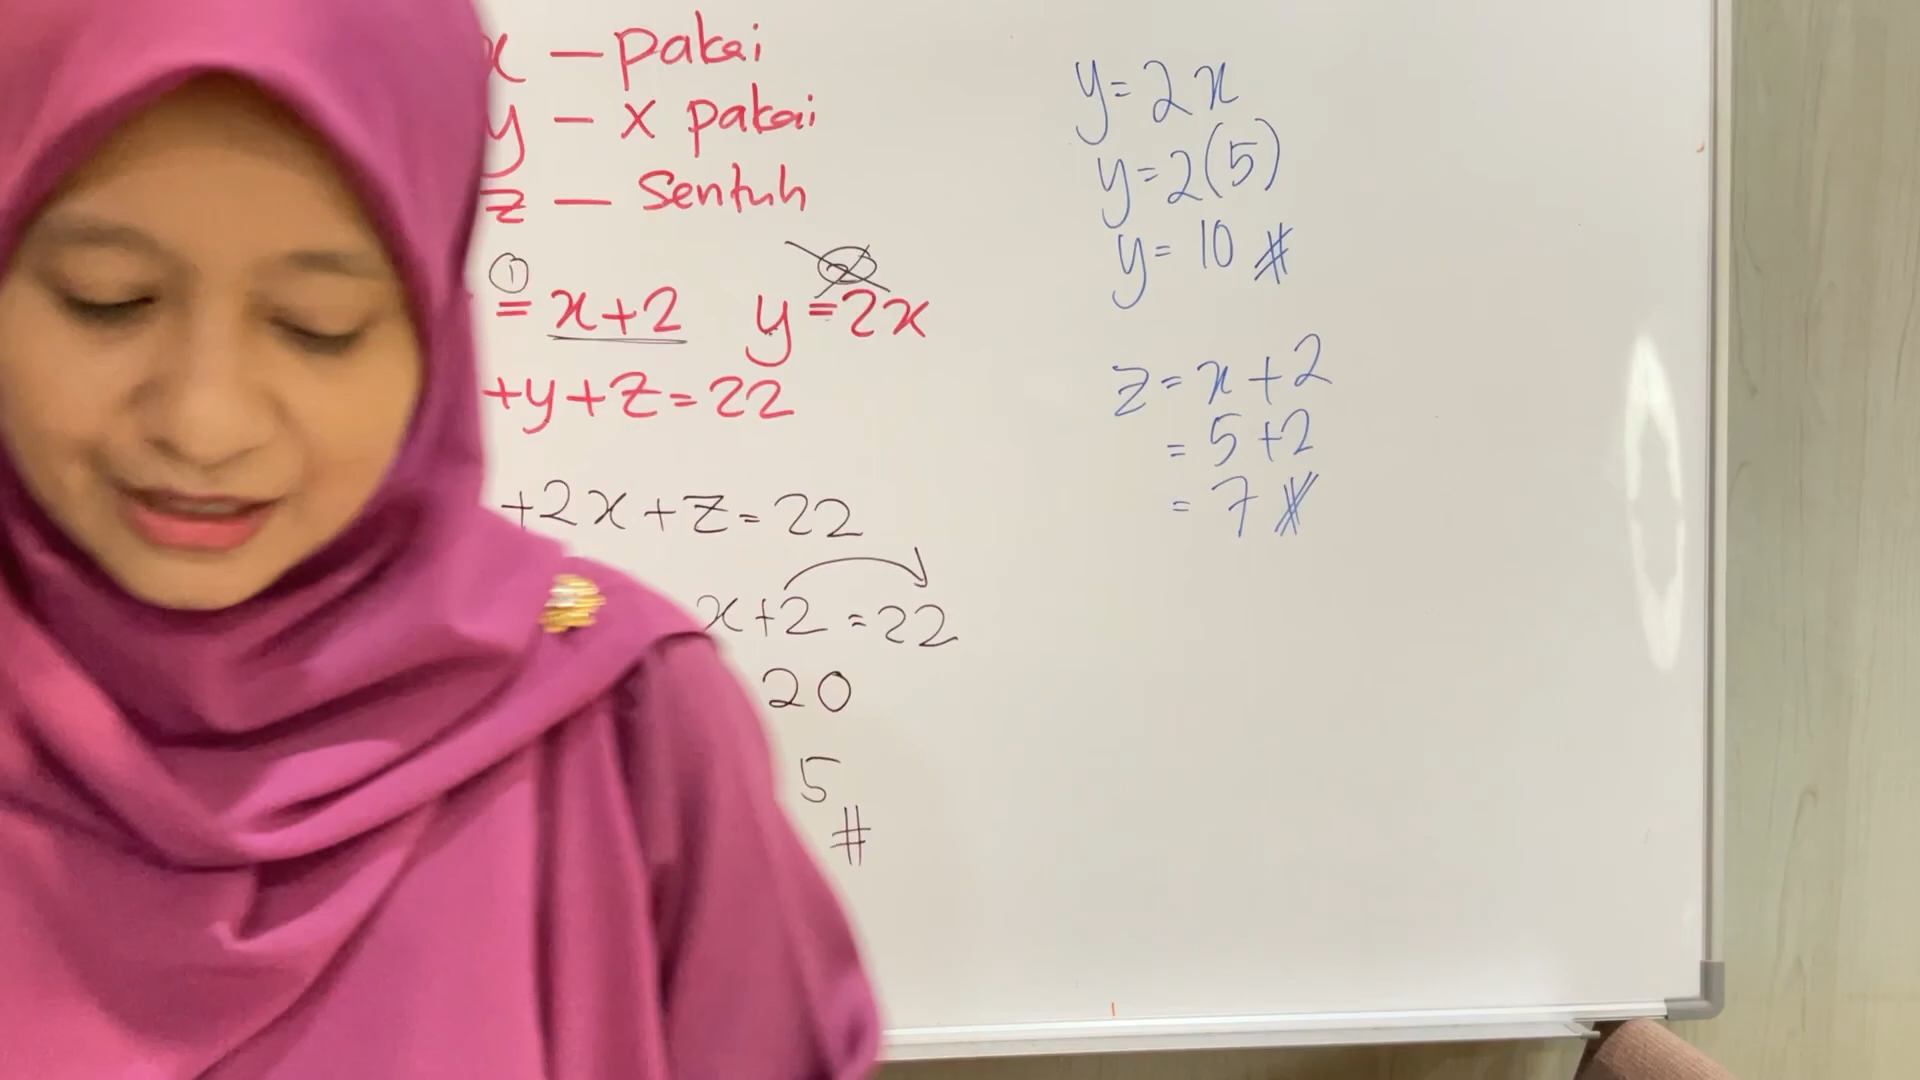 x — pakai
y — x pakai
z — Sentuh
①
= x+2 y=2x
+y+z=22
+2x+z=22
x+2=22
20
5
#
y=2x
y=2(5)
y=10 #
z=x+2
=5+2
=7 #